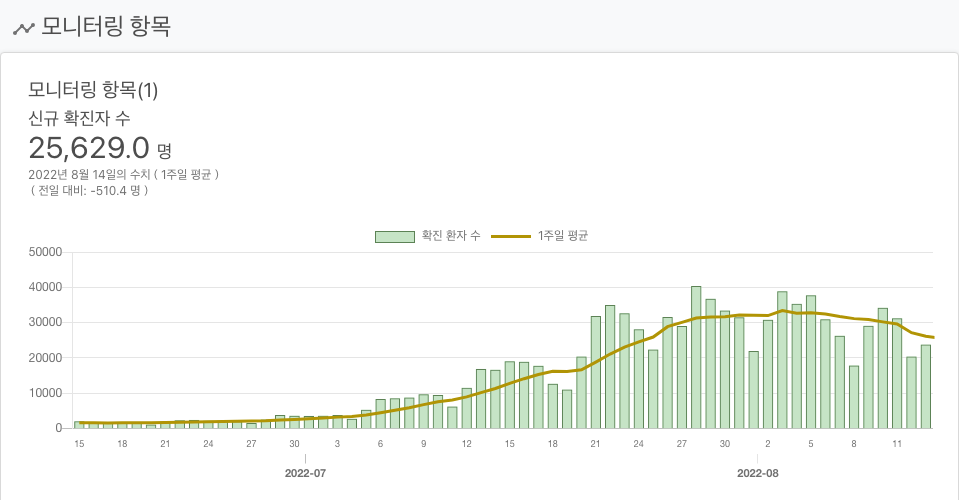 모니터링 항목
모니터링 항목(1)
신규 확진자 수
25,629.0 명
2022년 8월 14일의 수치 ( 1주일 평균 )
( 전일 대비: -510.4 명 )
확진 환자 수 1주일 평균
50000
40000
30000
20000
10000
0
15 18 21 24 27 30 3 6 9 12 15 18 21 24 27 30 2 5 8 11
2022-07 2022-08